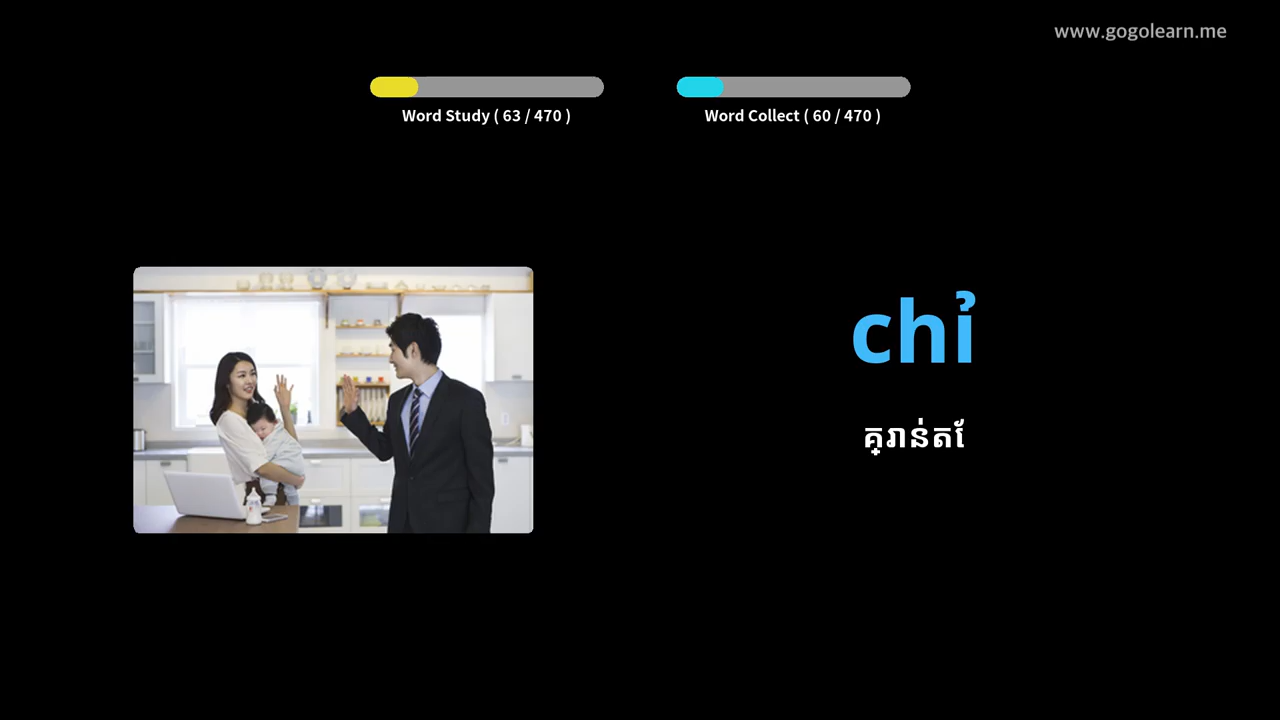 www.gogolearn.me
Word Study ( 63 / 470 )
Word Collect ( 60 / 470 )
chỉ
គ្រាន់តែ